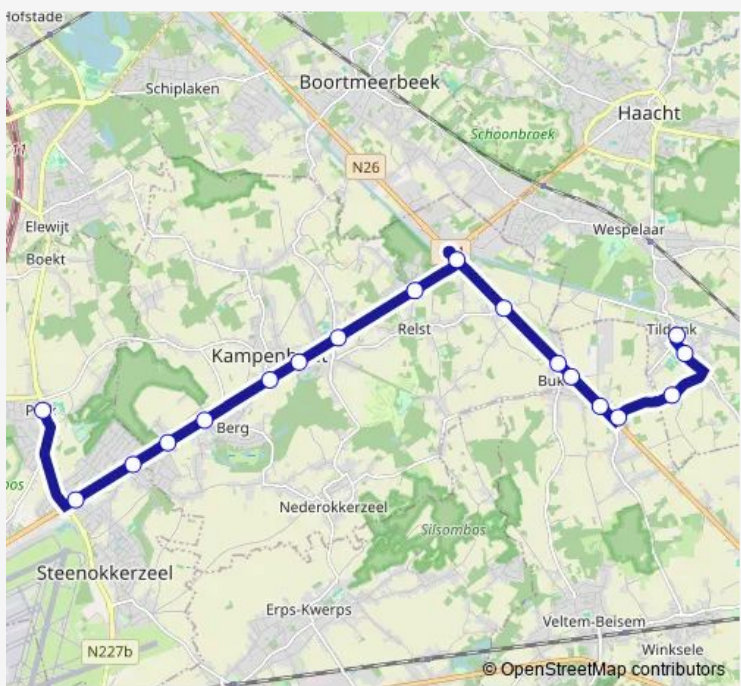 Hofstade
Schiplaken
Boortmeerbeek
Haacht
Schoonbroek
N26
Elewijt
Wespelaar
Boekt
Relst
Berg
Nederokkerzeel
Silsombos
Steenokkerzeel
Erps-Kwerps
Veltem-Beisem
N227b
Winksele
© OpenStreetMap contributors